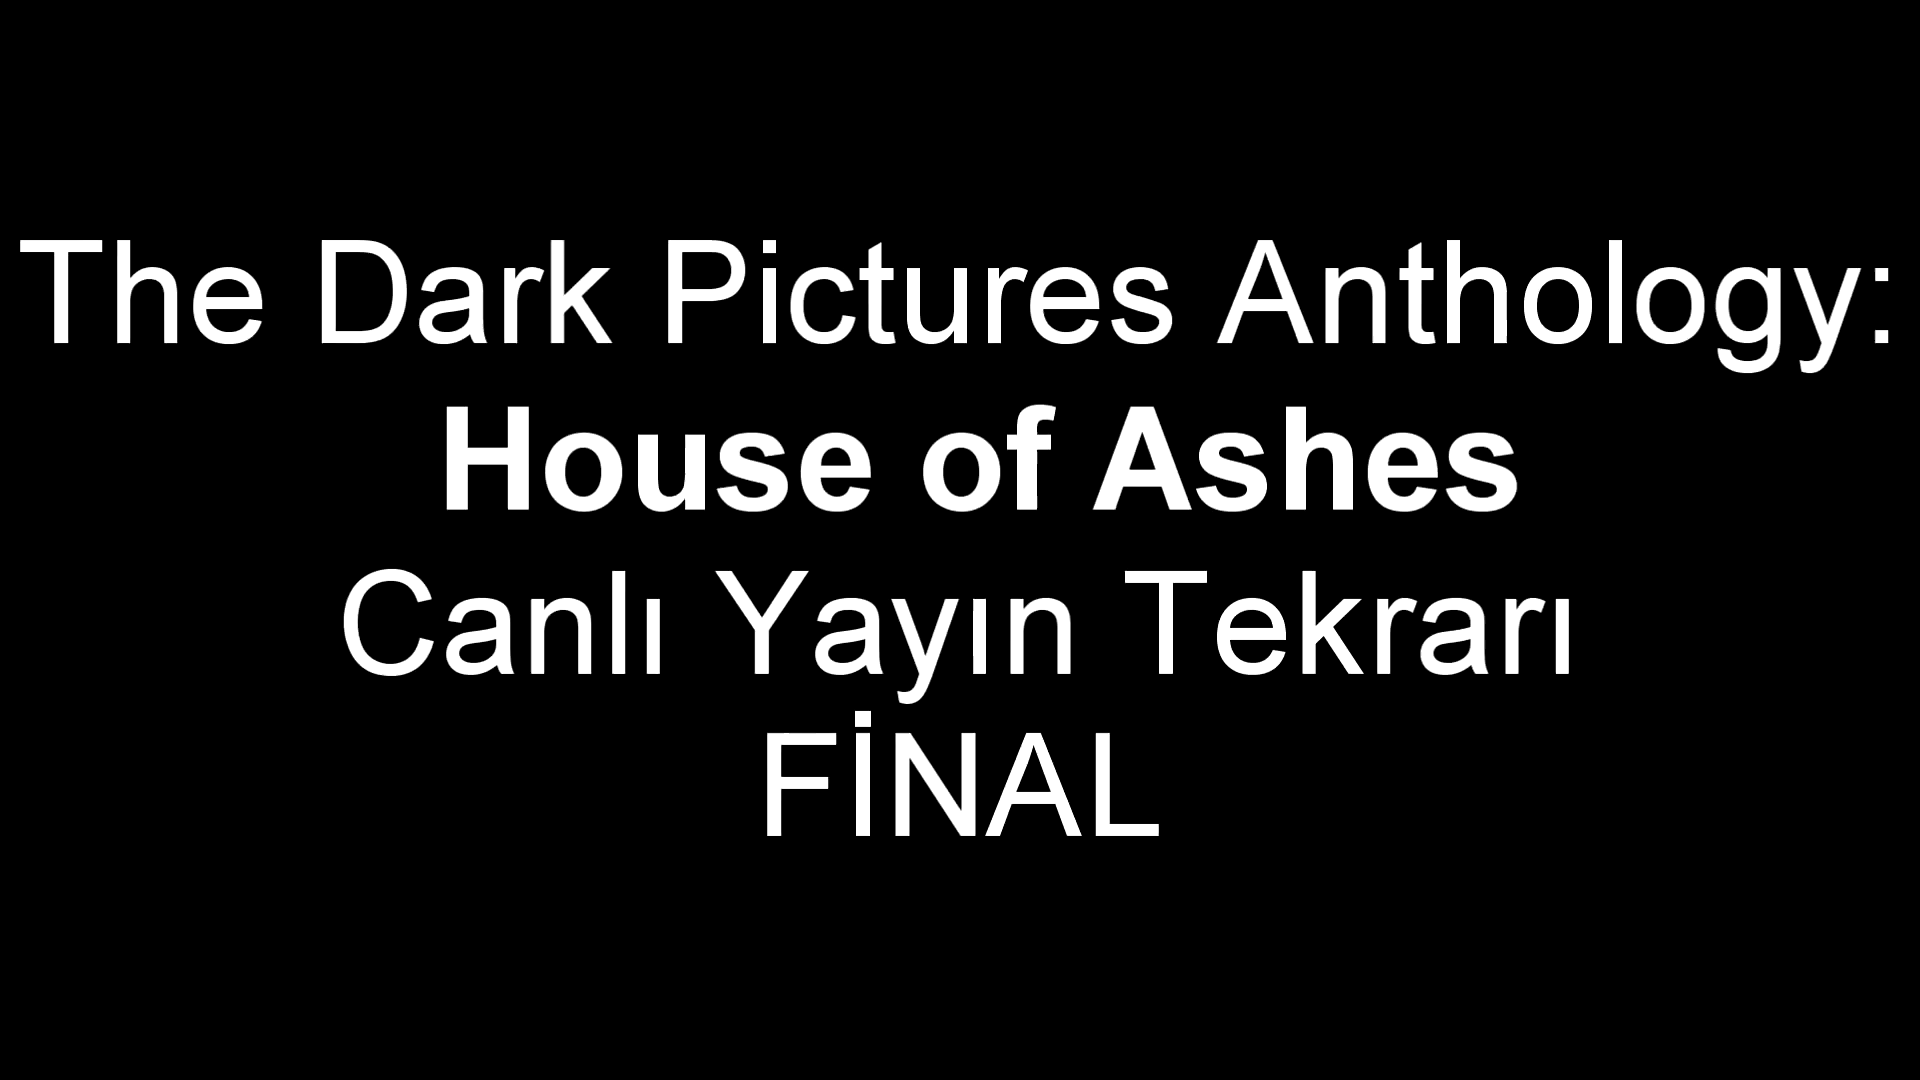 The Dark Pictures Anthology:
House of Ashes
Canlı Yayın Tekrarı
FİNAL